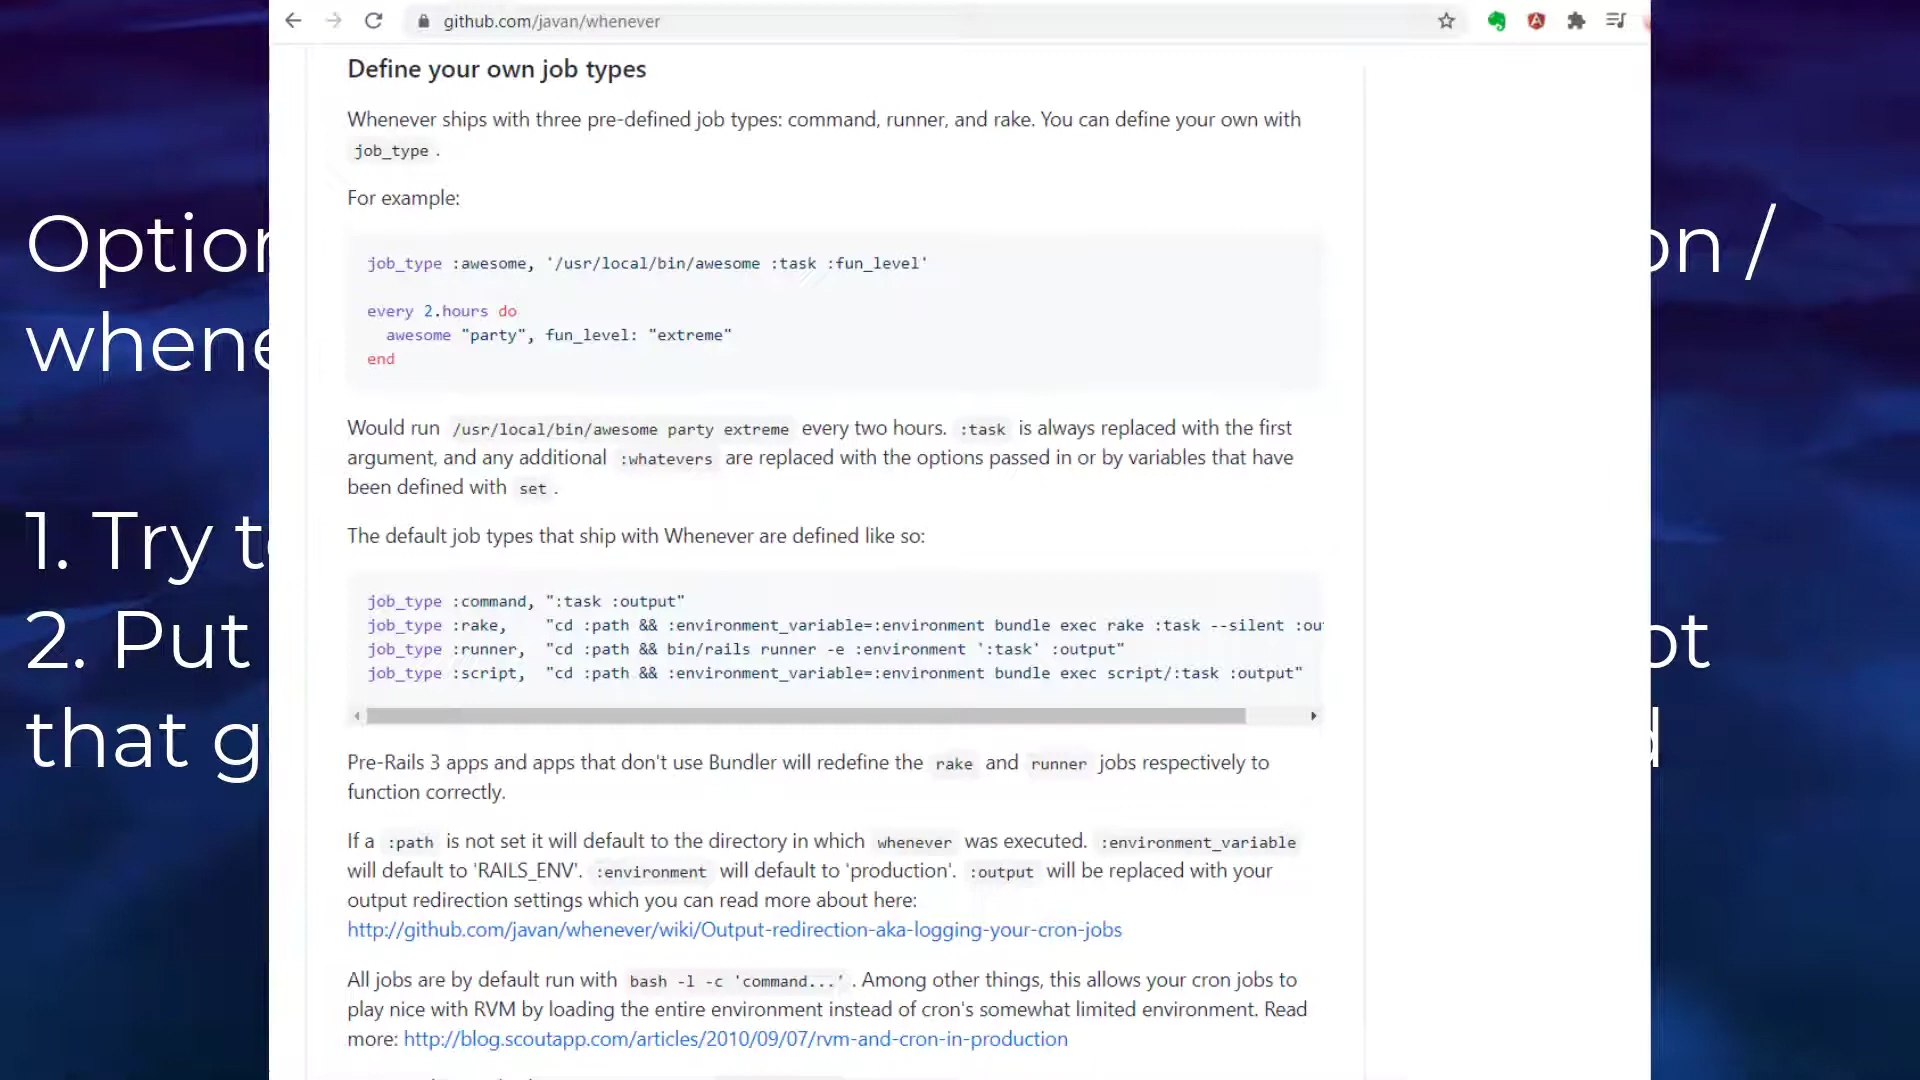 github.com/javan/whenever
Define your own job types
Whenever ships with three pre-defined job types: command, runner, and rake. You can define your own with
job_type .
For example:
job_type :awesome, '/usr/local/bin/awesome :task :fun_level'
every 2.hours do
awesome "party", fun_level: "extreme"
end
Would run /usr/local/bin/awesome party extreme every two hours. :task is always replaced with the first
argument, and any additional :whatevers are replaced with the options passed in or by variables that have
been defined with set .
The default job types that ship with Whenever are defined like so:
job_type :command, ":task :output"
job_type :rake, "cd :path && :environment_variable=:environment bundle exec rake :task --silent :ou
job_type :runner, "cd :path && bin/rails runner -e :environment ':task' :output"
job_type :script, "cd :path && :environment_variable=:environment bundle exec script/:task :output"
Pre-Rails 3 apps and apps that don't use Bundler will redefine the rake and runner jobs respectively to
function correctly.
If a :path is not set it will default to the directory in which whenever was executed. :environment_variable
will default to 'RAILS_ENV'. :environment will default to 'production'. :output will be replaced with your
output redirection settings which you can read more about here:
http://github.com/javan/whenever/wiki/Output-redirection-aka-logging-your-cron-jobs
All jobs are by default run with bash -l -c 'command...' . Among other things, this allows your cron jobs to
play nice with RVM by loading the entire environment instead of cron's somewhat limited environment. Read
more: http://blog.scoutapp.com/articles/2010/09/07/rvm-and-cron-in-production
Option
on /
whene
1. Try t
2. Put
ot
that g